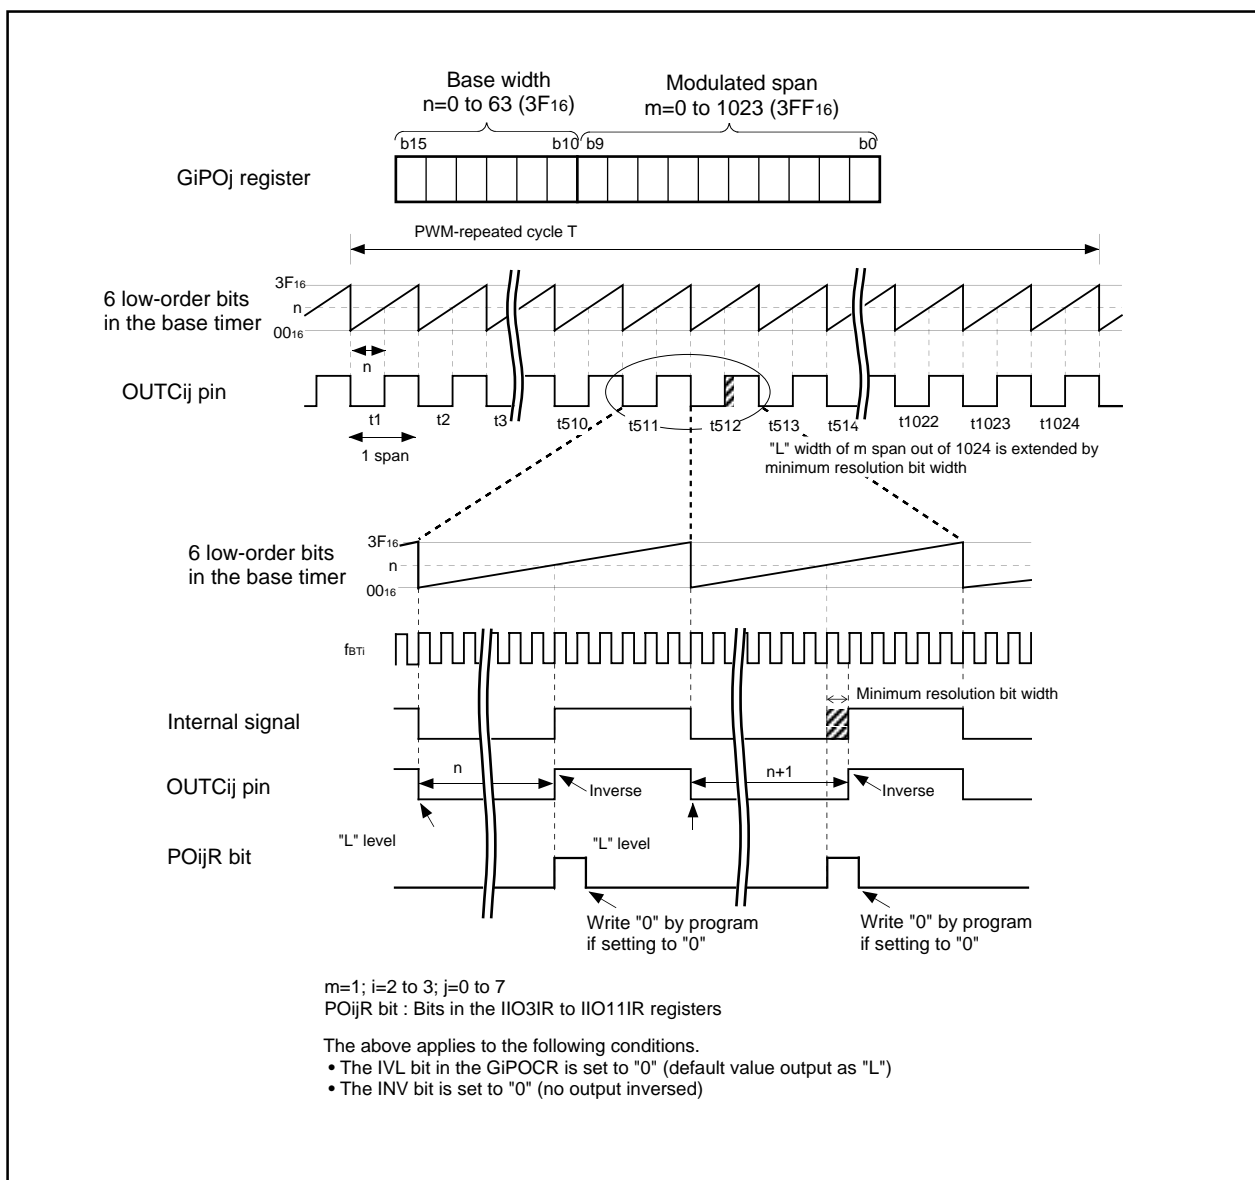 Base width
n=0 to 63 (3F16)
Modulated span
m=0 to 1023 (3FF16)
b15
b10
b9
b0
GiPOj register
PWM-repeated cycle T
6 low-order bits
in the base timer
3F16
n
0016
n
OUTCij pin
t1
t2
t3
t510
t511
t512
t513
t514
t1022
t1023
t1024
1 span
"L" width of m span out of 1024 is extended by
minimum resolution bit width
6 low-order bits
in the base timer
3F16
n
0016
fBTi
Minimum resolution bit width
Internal signal
OUTCij pin
n
Inverse
n+1
Inverse
"L" level
"L" level
POijR bit
Write "0" by program
if setting to "0"
Write "0" by program
if setting to "0"
m=1; i=2 to 3; j=0 to 7
POijR bit : Bits in the IIO3IR to IIO11IR registers
The above applies to the following conditions.
• The IVL bit in the GiPOCR is set to "0" (default value output as "L")
• The INV bit is set to "0" (no output inversed)